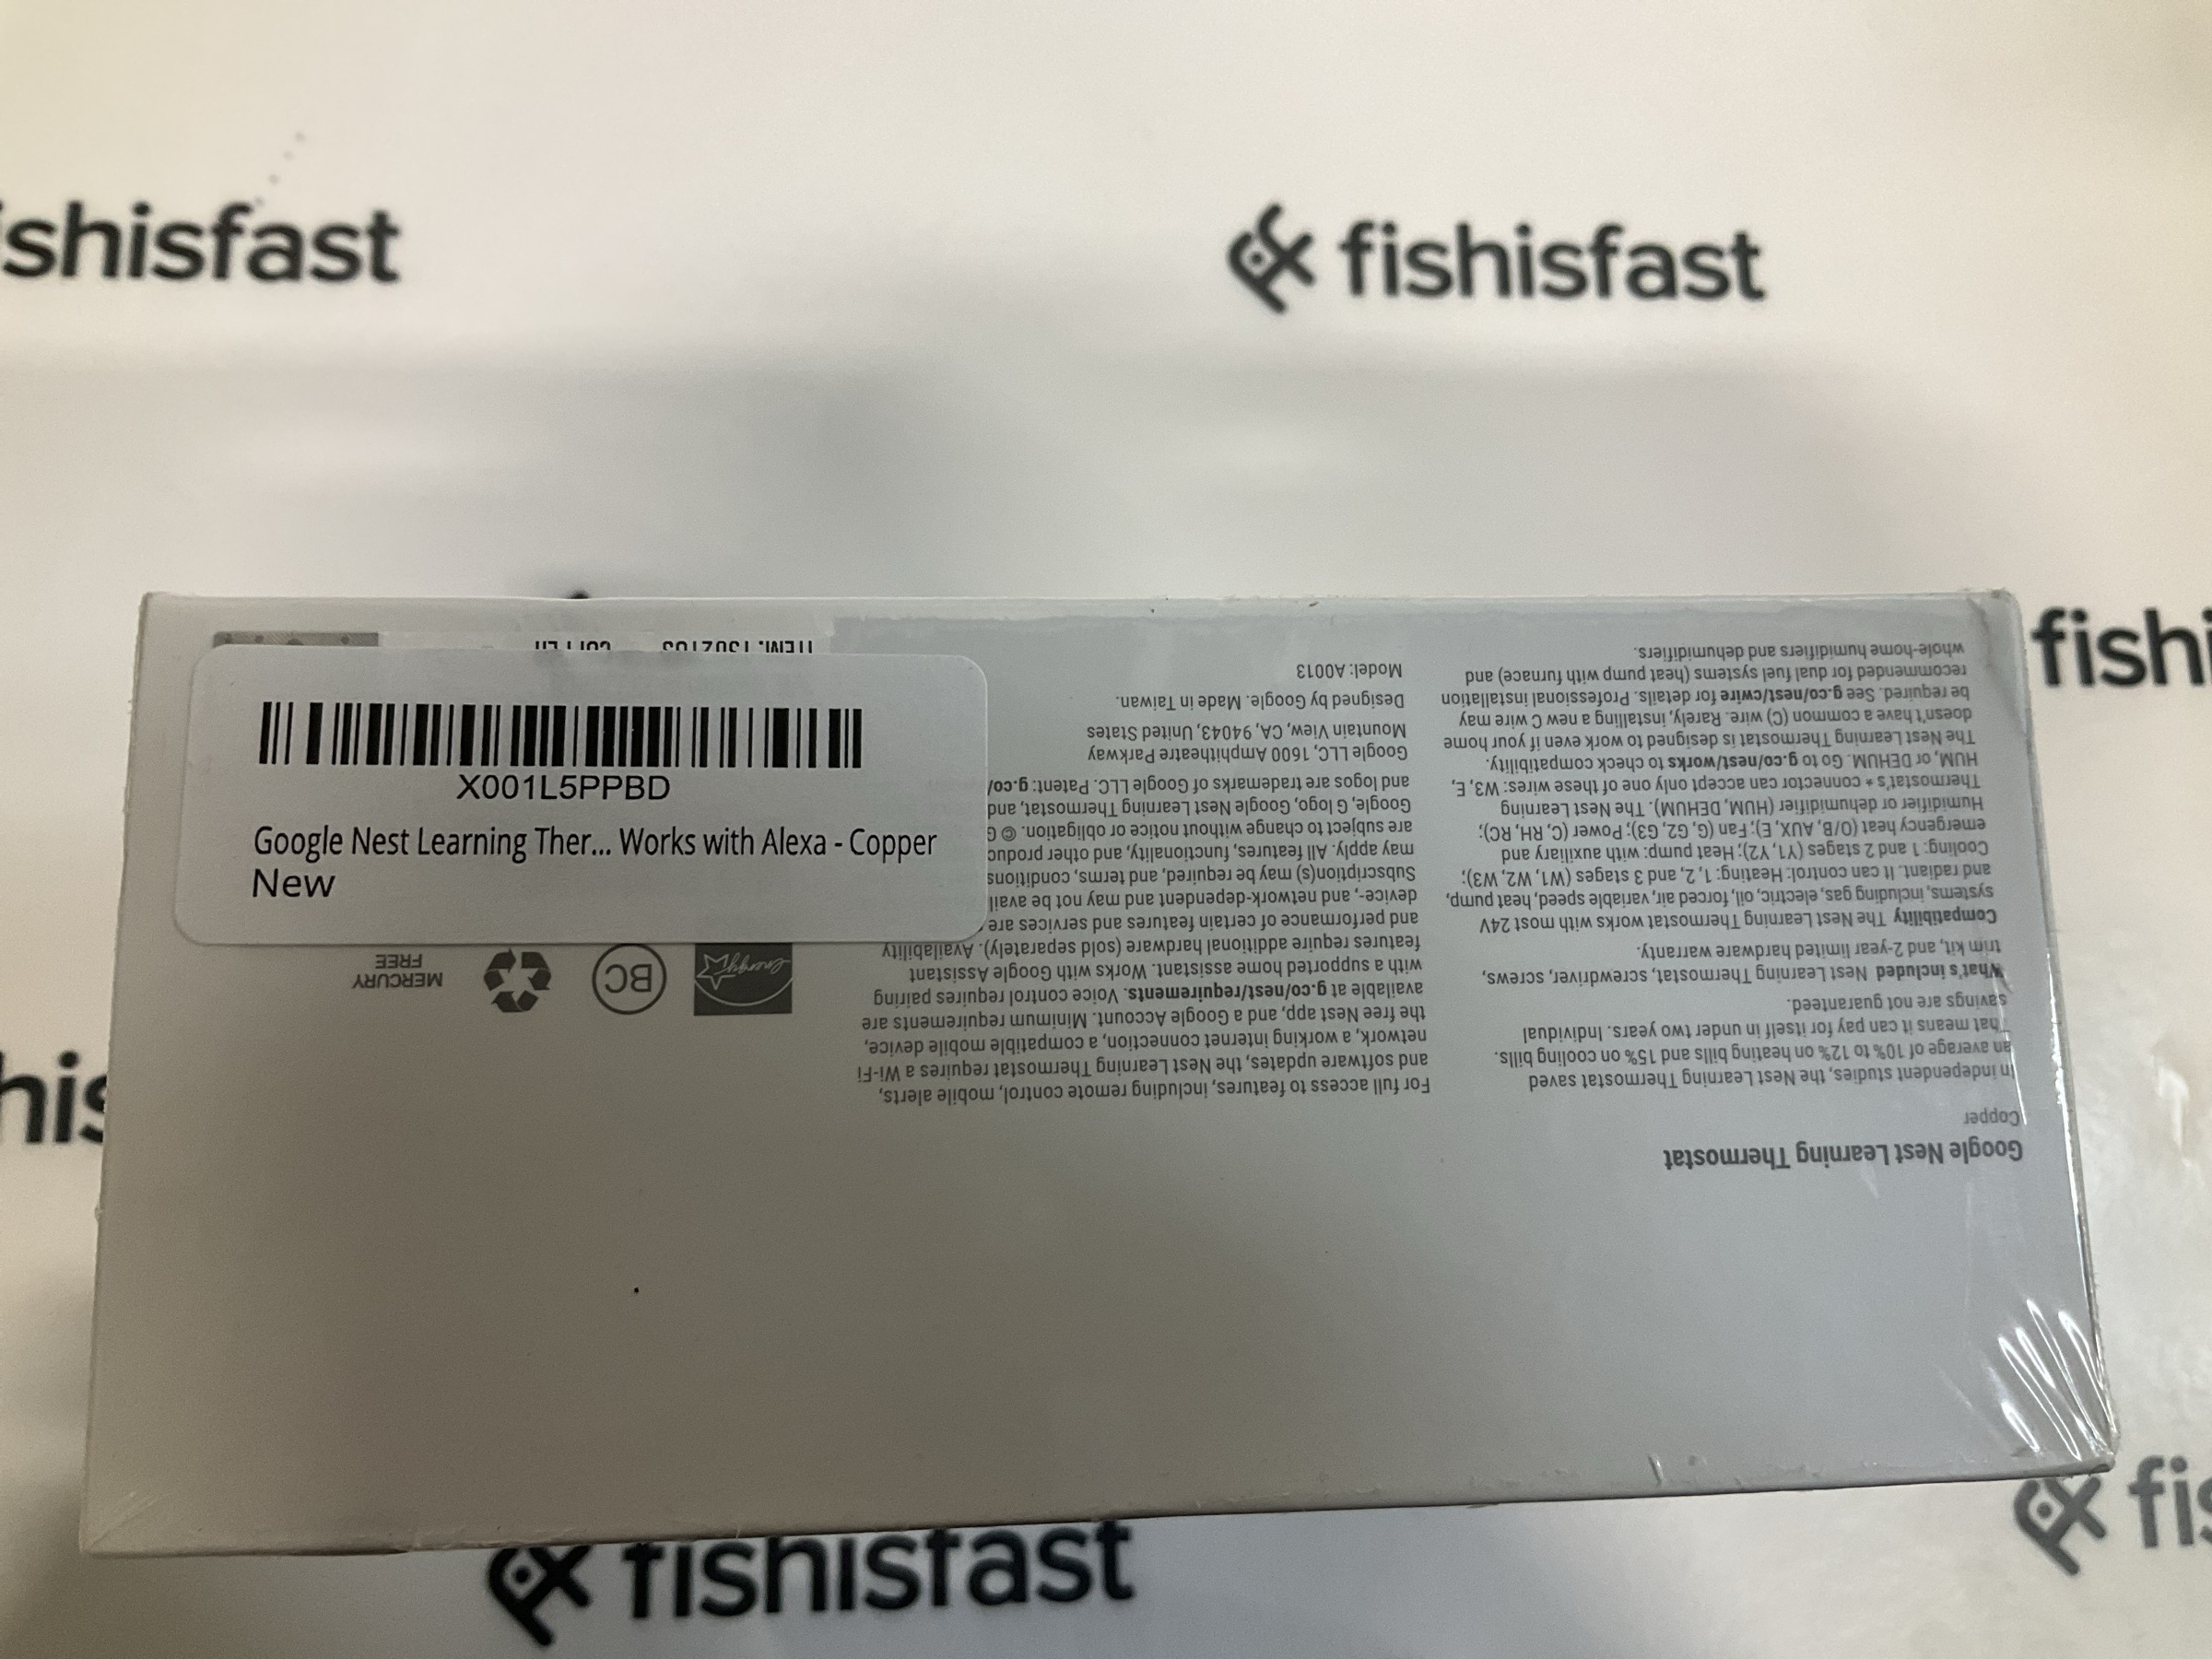 fishisfast
fishisfast
X001L5PPBD
Google Nest Learning Ther... Works with Alexa - Copper
New
Google Nest Learning Thermostat
Copper
In independent studies, the Nest Learning Thermostat saved
an average of 10% to 12% on heating bills and 15% on cooling bills.
That means it can pay for itself in under two years. Individual
savings are not guaranteed.
What's included Nest Learning Thermostat, screwdriver, screws,
trim kit, and 2-year limited hardware warranty.
Compatibility The Nest Learning Thermostat works with most 24V
systems, including gas, electric, oil, forced air, variable speed, heat pump,
and radiant. It can control: Heating: 1, 2, and 3 stages (W1, W2, W3);
Cooling: 1 and 2 stages (Y1, Y2); Heat pump: with auxiliary and
emergency heat (O/B, AUX, E); Fan (G, G2, G3); Power (C, RH, RC);
Humidifier or dehumidifier (HUM, DEHUM). The Nest Learning
Thermostat's * connector can accept only one of these wires: W3, E,
HUM, or DEHUM. Go to g.co/nest/works to check compatibility.
The Nest Learning Thermostat is designed to work even if your home
doesn't have a common (C) wire. Rarely, installing a new C wire may
be required. See g.co/nest/cwire for details. Professional installation
recommended for dual fuel systems (heat pump with furnace) and
whole-home humidifiers and dehumidifiers.
For full access to features, including remote control, mobile alerts,
and software updates, the Nest Learning Thermostat requires a Wi-Fi
network, a working internet connection, a compatible mobile device,
the free Nest app, and a Google Account. Minimum requirements are
available at g.co/nest/requirements. Voice control requires pairing
with a supported home assistant. Works with Google Assistant
features require additional hardware (sold separately). Availability
and performance of certain features and services are
device-, and network-dependent and may not be avail
Subscription(s) may be required, and terms, conditions
may apply. All features, functionality, and other produc
are subject to change without notice or obligation. © G
Google, G logo, Google Nest Learning Thermostat, and
and logos are trademarks of Google LLC. Patent: g.co/
Google LLC, 1600 Amphitheatre Parkway
Mountain View, CA, 94043, United States
Designed by Google. Made in Taiwan.
Model: A0013
energy
BC
MERCURY
FREE
fishisfast